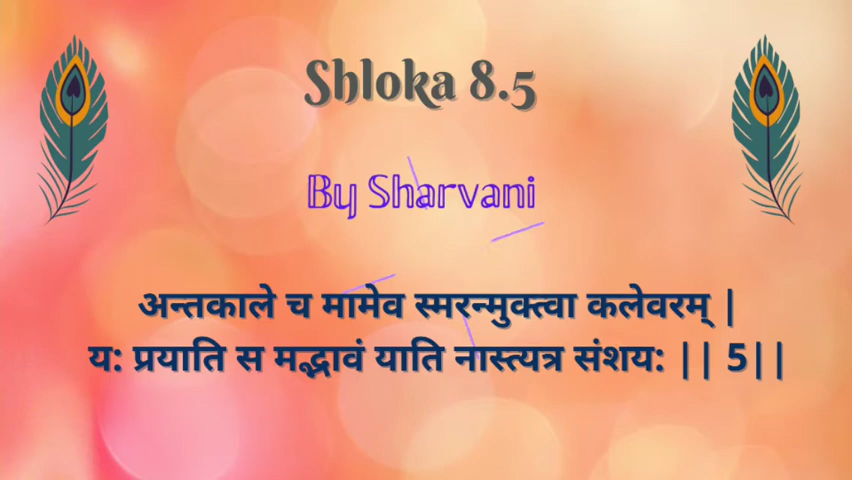 Shloka 8.5
By Sharvani
अन्तकाले च मामेव स्मरन्मुक्त्वा कलेवरम् |
य: प्रयाति स मद्भावं याति नास्त्यत्र संशय: || 5||